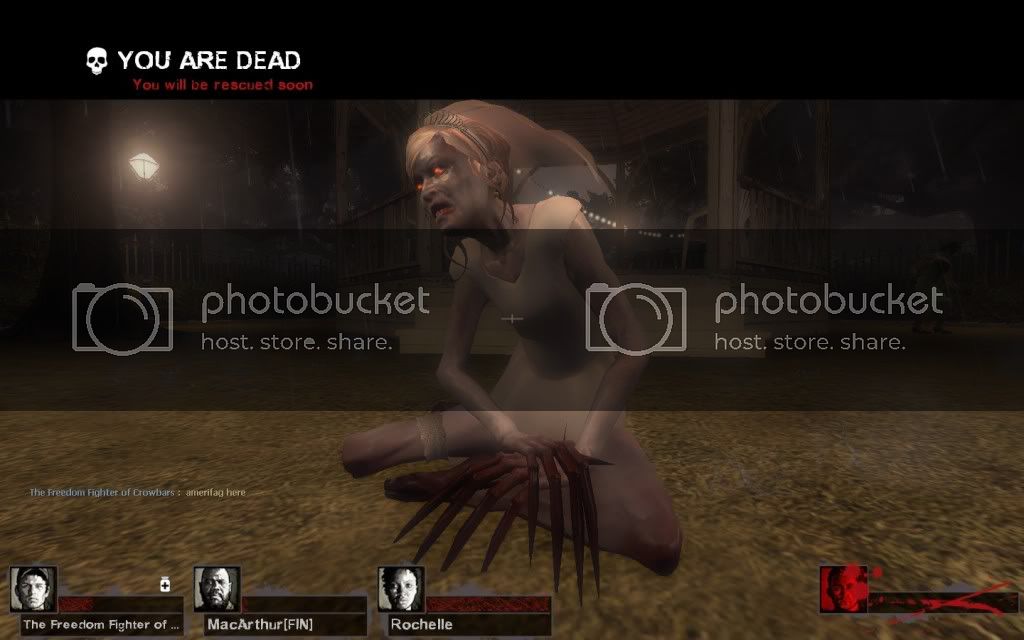 YOU ARE DEAD
You will be rescued soon
photobucket
host. store. share.
photobucket
host. store. share.
The Freedom Fighter of Crowbars : amerifag here
The Freedom Fighter of ...
MacArthur[FIN]
Rochelle